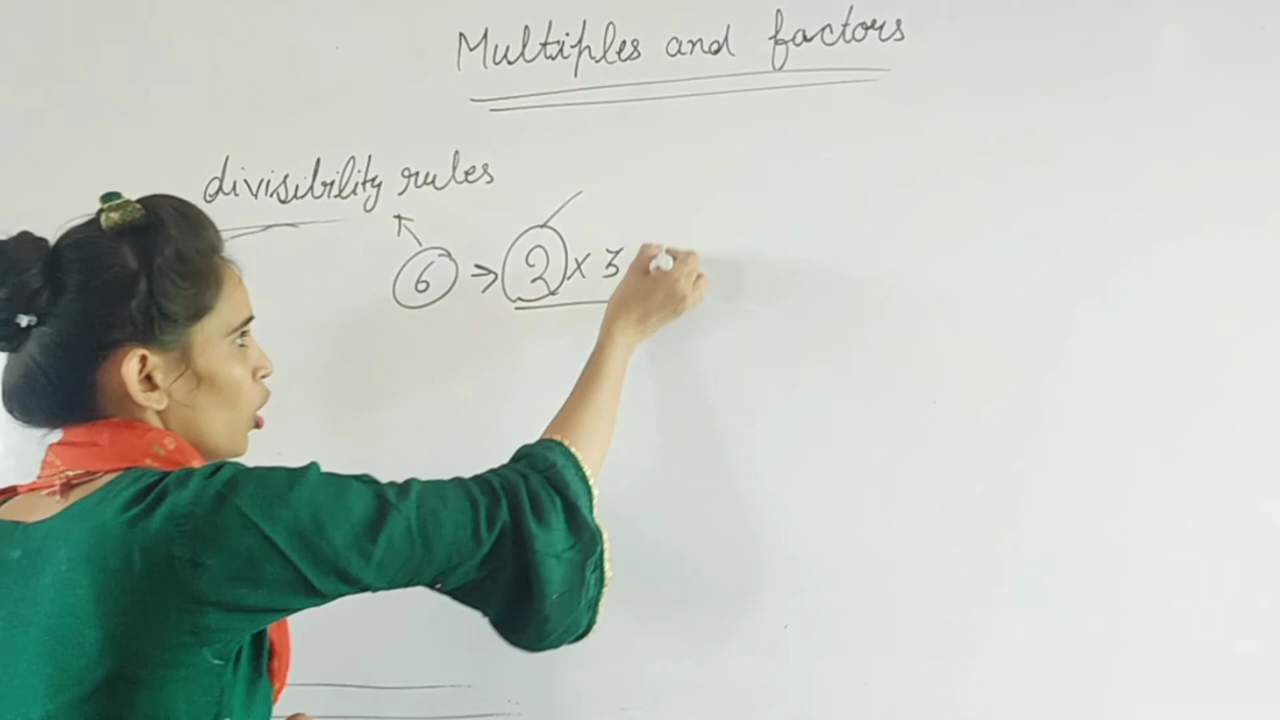 Multiples and factors
divisibility rules
6 ⇒ 2 × 3